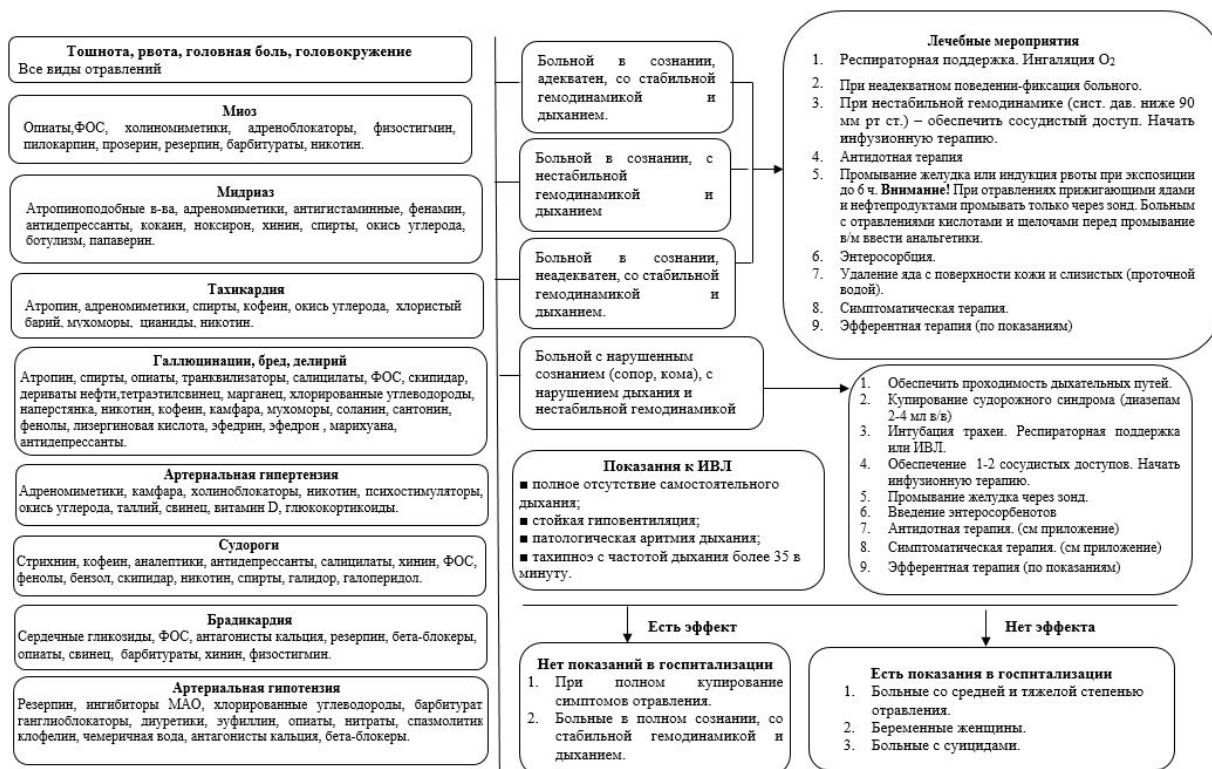 Тошнота, рвота, головная боль, головокружение
Все виды отравлений
Миоз
Опиаты,ФОС, холиномиметики, адреноблокаторы, физостигмин,
пилокарпин, прозерин, резерпин, барбитураты, никотин.
Мидриаз
Атропиноподобные в-ва, адреномиметики, антигистаминные, фенамин,
антидепрессанты, кокаин, ноксирон, хинин, спирты, окись углерода,
ботулизм, папаверин.
Тахикардия
Атропин, адреномиметики, спирты, кофеин, окись углерода, хлористый
барий, мухоморы, цианиды, никотин.
Галлюцинации, бред, делирий
Атропин, спирты, опиаты, транквилизаторы, салицилаты, ФОС, скипидар,
дериваты нефти,тетраэтилсвинец, марганец, хлорированные углеводороды,
наперстянка, никотин, кофеин, камфара, мухоморы, соланин, сантонин,
фенолы, лизергиновая кислота, эфедрин, эфедрон , марихуана,
антидепрессанты.
Артериальная гипертензия
Адреномиметики, камфара, холиноблокаторы, никотин, психостимуляторы,
окись углерода, таллий, свинец, витамин D, глюкокортикоиды.
Судороги
Стрихнин, кофеин, аналептики, антидепрессанты, салицилаты, хинин, ФОС,
фенолы, бензол, скипидар, никотин, спирты, галидор, галоперидол.
Брадикардия
Сердечные гликозиды, ФОС, антагонисты кальция, резерпин, бета-блокеры,
опиаты, свинец, барбитураты, хинин, физостигмин.
Артериальная гипотензия
Резерпин, ингибиторы МАО, хлорированные углеводороды, барбитурат
ганглиоблокаторы, диуретики, эуфиллин, опиаты, нитраты, спазмолитик
клофелин, чемеричная вода, антагонисты кальция, бета-блокеры.
Больной в сознании,
адекватен, со стабильной
гемодинамикой и
дыханием.
Больной в сознании, с
нестабильной
гемодинамикой и
дыханием
Больной в сознании,
неадекватен, со стабильной
гемодинамикой и
дыханием.
Больной с нарушенным
сознанием (сопор, кома), с
нарушением дыхания и
нестабильной гемодинамикой
Показания к ИВЛ
■ полное отсутствие самостоятельного
дыхания;
■ стойкая гиповентиляция;
■ патологическая аритмия дыхания;
■ тахипноэ с частотой дыхания более 35 в
минуту.
Лечебные мероприятия
1. Респираторная поддержка. Ингаляция О2
2. При неадекватном поведении-фиксация больного.
3. При нестабильной гемодинамике (сист. дав. ниже 90
мм рт ст.) – обеспечить сосудистый доступ. Начать
инфузионную терапию.
4. Антидотная терапия
5. Промывание желудка или индукция рвоты при экспозиции
до 6 ч. Внимание! При отравлениях прижигающими ядами
и нефтепродуктами промывать только через зонд. Больным
с отравлениями кислотами и щелочами перед промывание
в/м ввести анальгетики.
6. Энтеросорбция.
7. Удаление яда с поверхности кожи и слизистых (проточной
водой).
8. Симптоматическая терапия.
9. Эфферентная терапия (по показаниям)
1. Обеспечить проходимость дыхательных путей.
2. Купирование судорожного синдрома (диазепам
2-4 мл в/в)
3. Интубация трахеи. Респираторная поддержка
или ИВЛ.
4. Обеспечение 1-2 сосудистых доступов. Начать
инфузионную терапию.
5. Промывание желудка через зонд.
6. Введение энтеросорбенотов
7. Антидотная терапия. (см приложение)
8. Симптоматическая терапия. (см приложение)
9. Эфферентная терапия (по показаниям)
Есть эффект
Нет эффекта
Нет показаний в госпитализации
1. При полном купирование
симптомов отравления.
2. Больные в полном сознании, со
стабильной гемодинамикой и
дыханием.
Есть показания в госпитализации
1. Больные со средней и тяжелой степенью
отравления.
2. Беременные женщины.
3. Больные с суицидами.